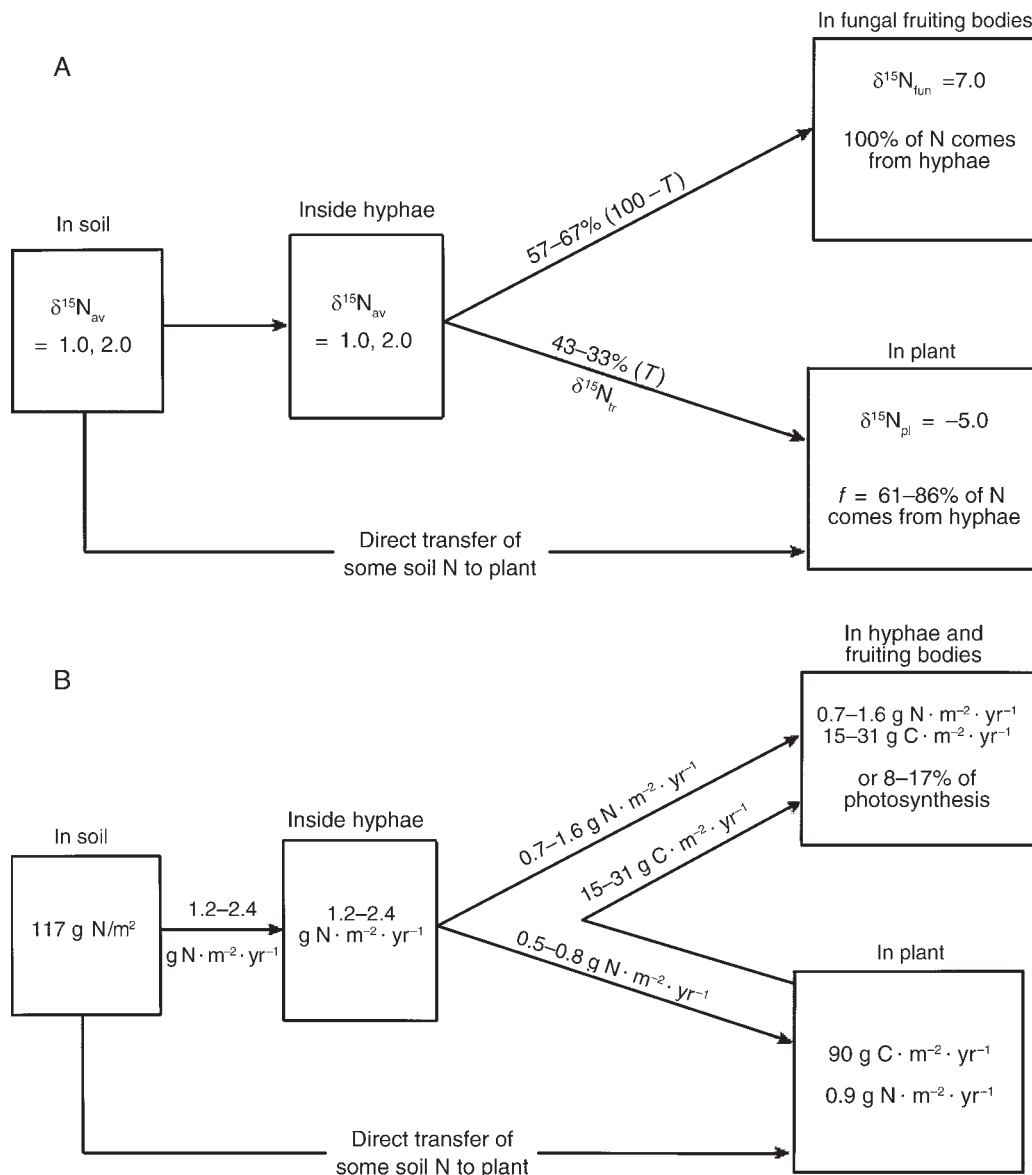 A
In fungal fruiting bodies
δ¹⁵N_fun =7.0
100% of N comes
from hyphae
57–67% (100 – T)
In soil
δ¹⁵N_av
= 1.0, 2.0
Inside hyphae
δ¹⁵N_av
= 1.0, 2.0
43–33% (T)
δ¹⁵N_tr
In plant
δ¹⁵N_pl = –5.0
f = 61–86% of N
comes from hyphae
Direct transfer of
some soil N to plant
B
In hyphae and
fruiting bodies
0.7–1.6 g N · m⁻² · yr⁻¹
15–31 g C · m⁻² · yr⁻¹
or 8–17% of
photosynthesis
0.7–1.6 g N · m⁻² · yr⁻¹
15–31 g C · m⁻² · yr⁻¹
In soil
117 g N/m²
1.2–2.4
g N · m⁻² · yr⁻¹
Inside hyphae
1.2–2.4
g N · m⁻² · yr⁻¹
0.5–0.8 g N · m⁻² · yr⁻¹
In plant
90 g C · m⁻² · yr⁻¹
0.9 g N · m⁻² · yr⁻¹
Direct transfer of
some soil N to plant